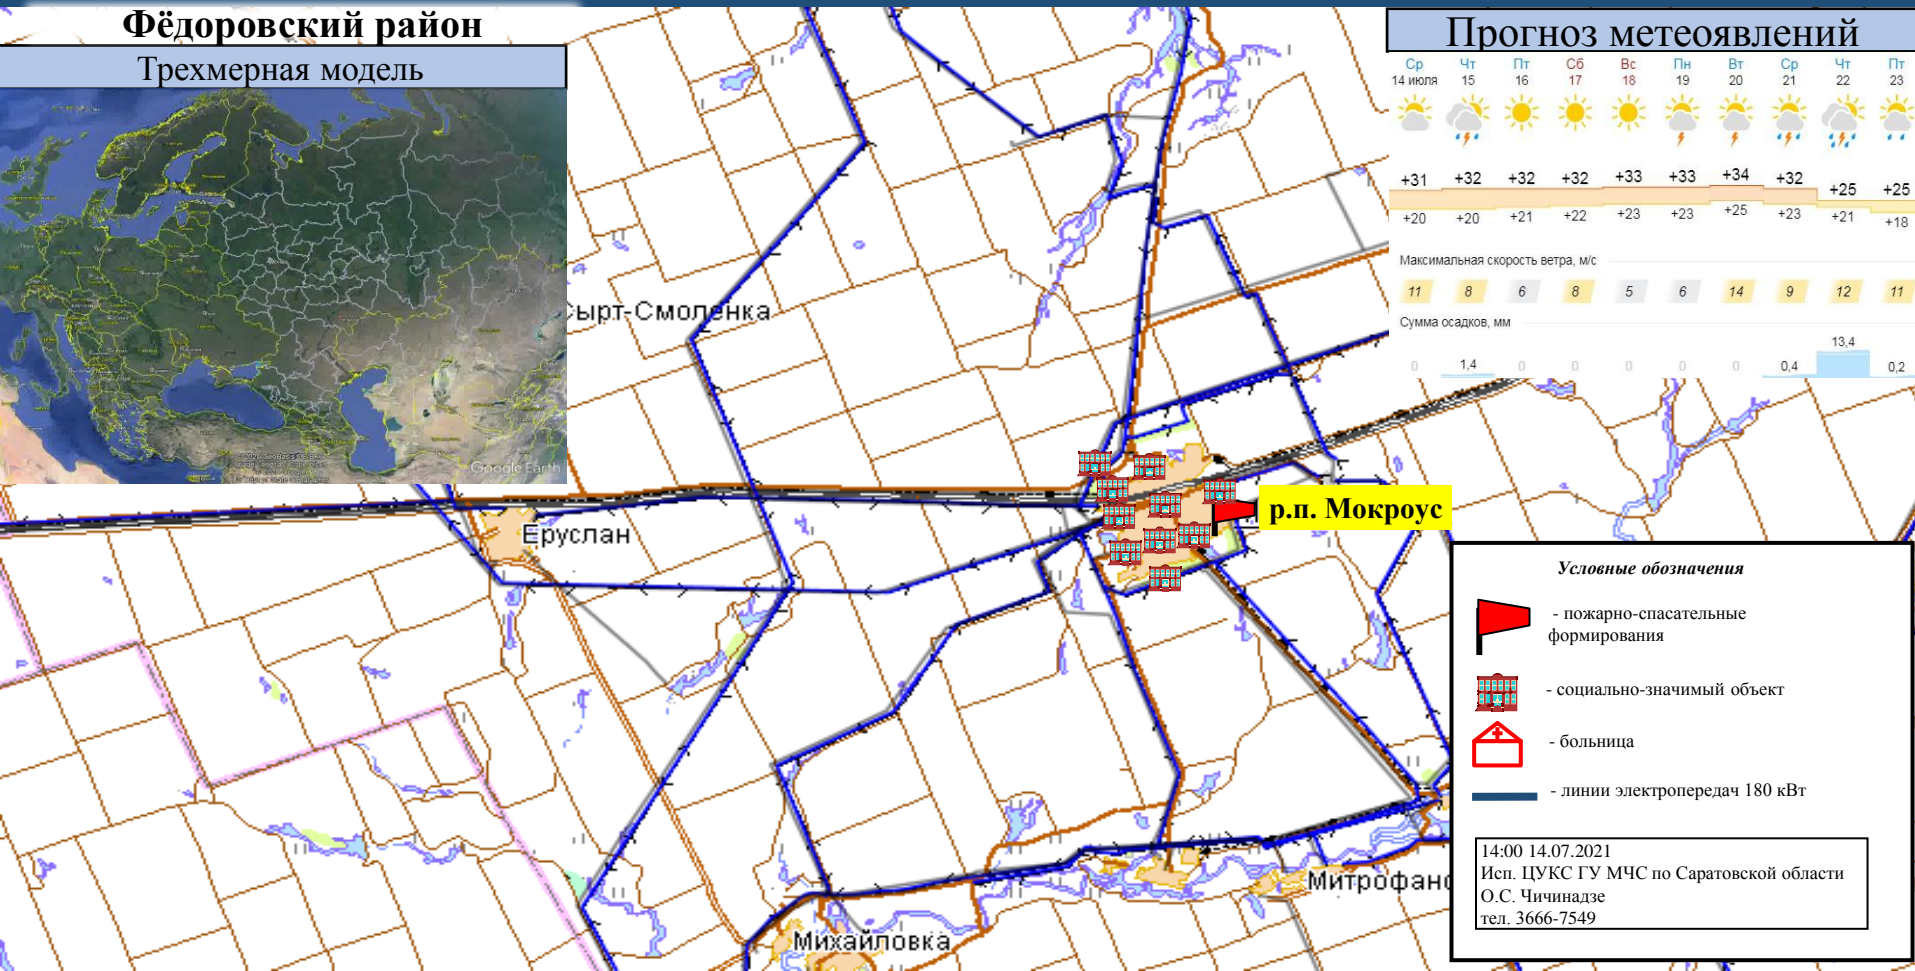 Фёдоровский район
Трехмерная модель
Google Earth
Прогноз метеоявлений
Ср Чт Пт Сб Вс Пн Вт Ср Чт Пт
14 июля 15 16 17 18 19 20 21 22 23
+31 +32 +32 +32 +33 +33 +34 +32 +25 +25
+20 +20 +21 +22 +23 +23 +25 +23 +21 +18
Максимальная скорость ветра, м/с
11 8 6 8 5 6 14 9 12 11
Сумма осадков, мм
0 1,4 0 0 0 0 0 0,4 13,4 0,2
ырт-Смоленка
Еруслан
р.п. Мокроус
Митрофано
Михайловка
Условные обозначения
- пожарно-спасательные
формирования
- социально-значимый объект
- больница
- линии электропередач 180 кВт
14:00 14.07.2021
Исп. ЦУКС ГУ МЧС по Саратовской области
О.С. Чичинадзе
тел. 3666-7549